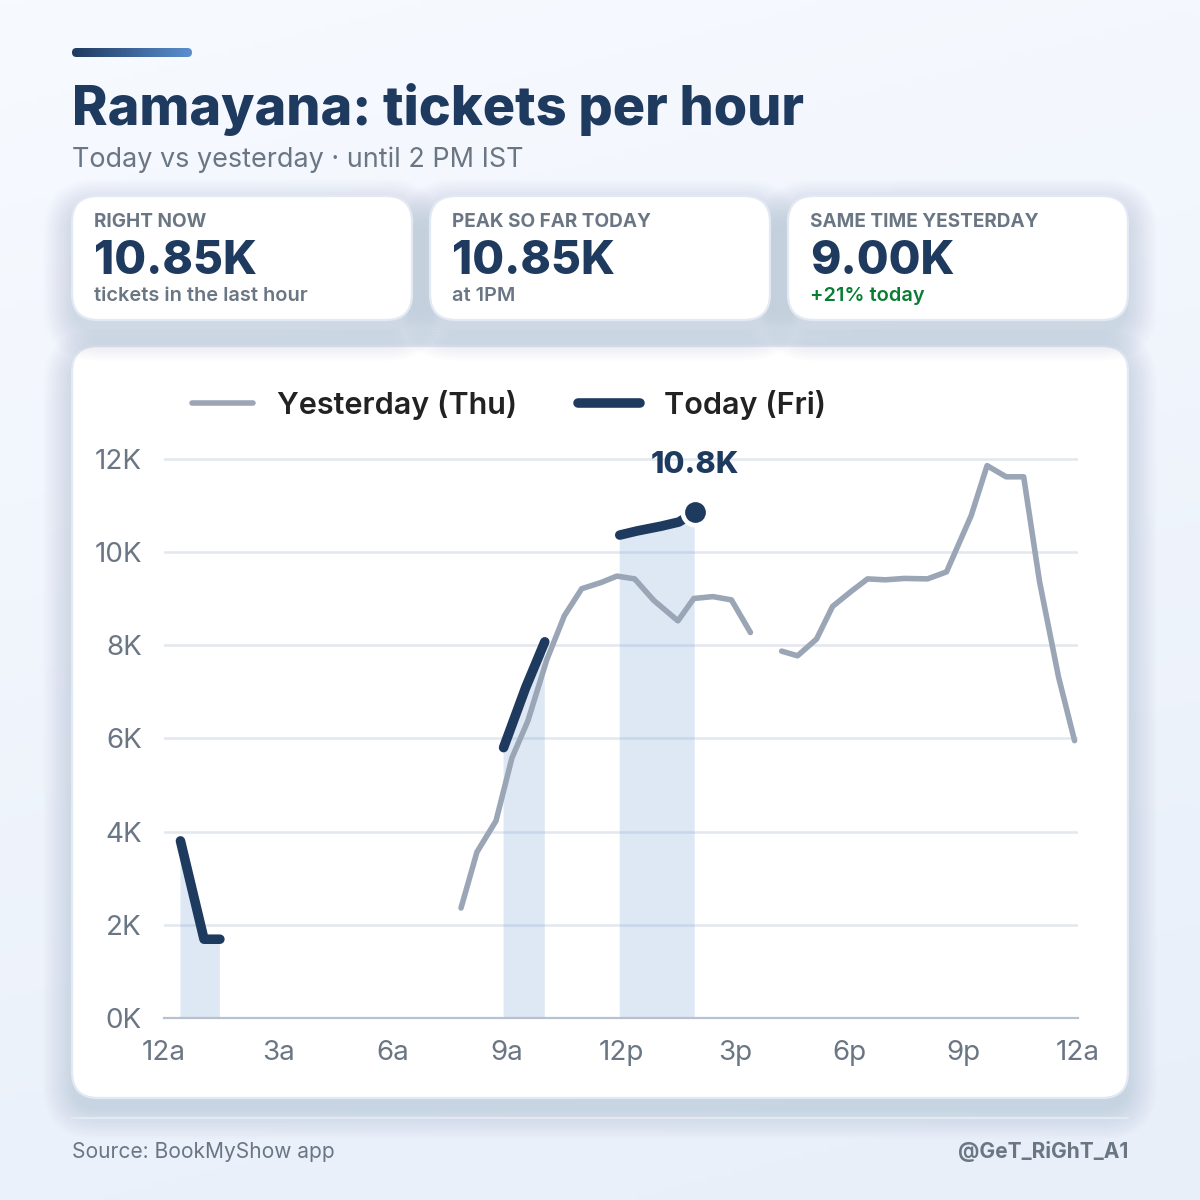 Ramayana: tickets per hour
Today vs yesterday · until 2 PM IST
RIGHT NOW
10.85K
tickets in the last hour
PEAK SO FAR TODAY
10.85K
at 1PM
SAME TIME YESTERDAY
9.00K
+21% today
Yesterday (Thu)
Today (Fri)
10.8K
12K
10K
8K
6K
4K
2K
0K
12a 3a 6a 9a 12p 3p 6p 9p 12a
Source: BookMyShow app
@GeT_RiGhT_A1